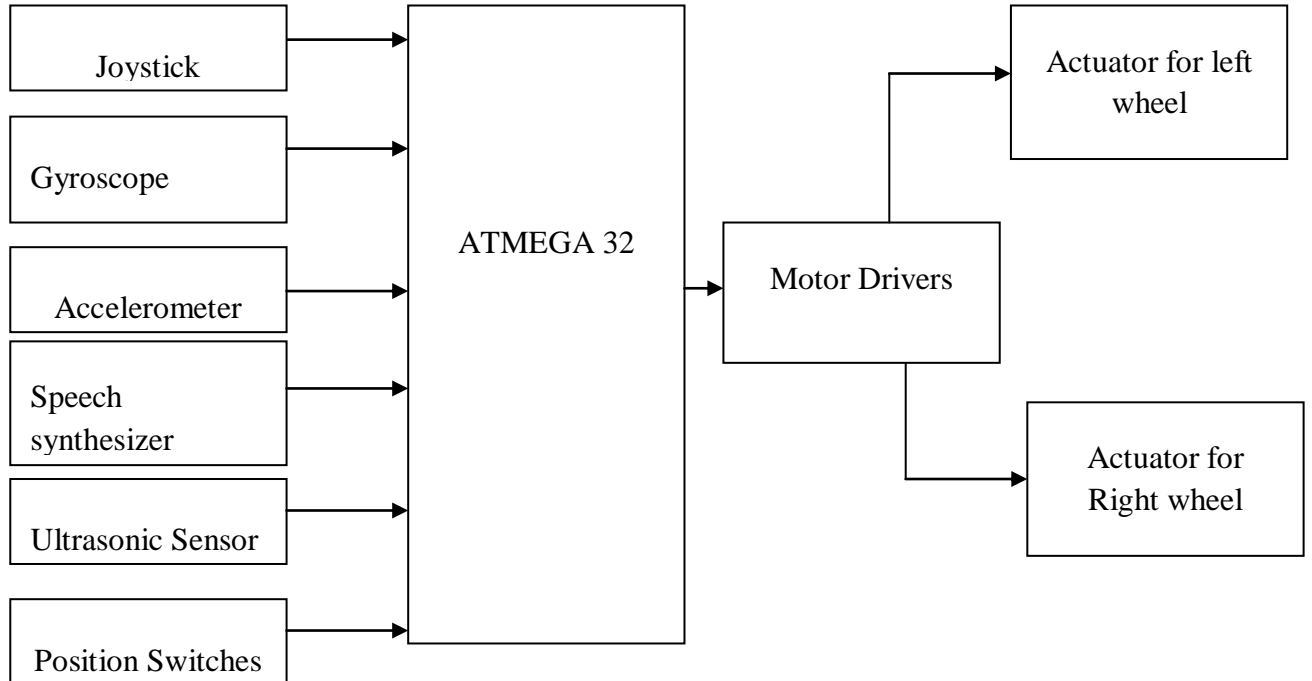 Joystick
Gyroscope
Accelerometer
Speech
synthesizer
Ultrasonic Sensor
Position Switches
ATMEGA 32
Motor Drivers
Actuator for left
wheel
Actuator for
Right wheel